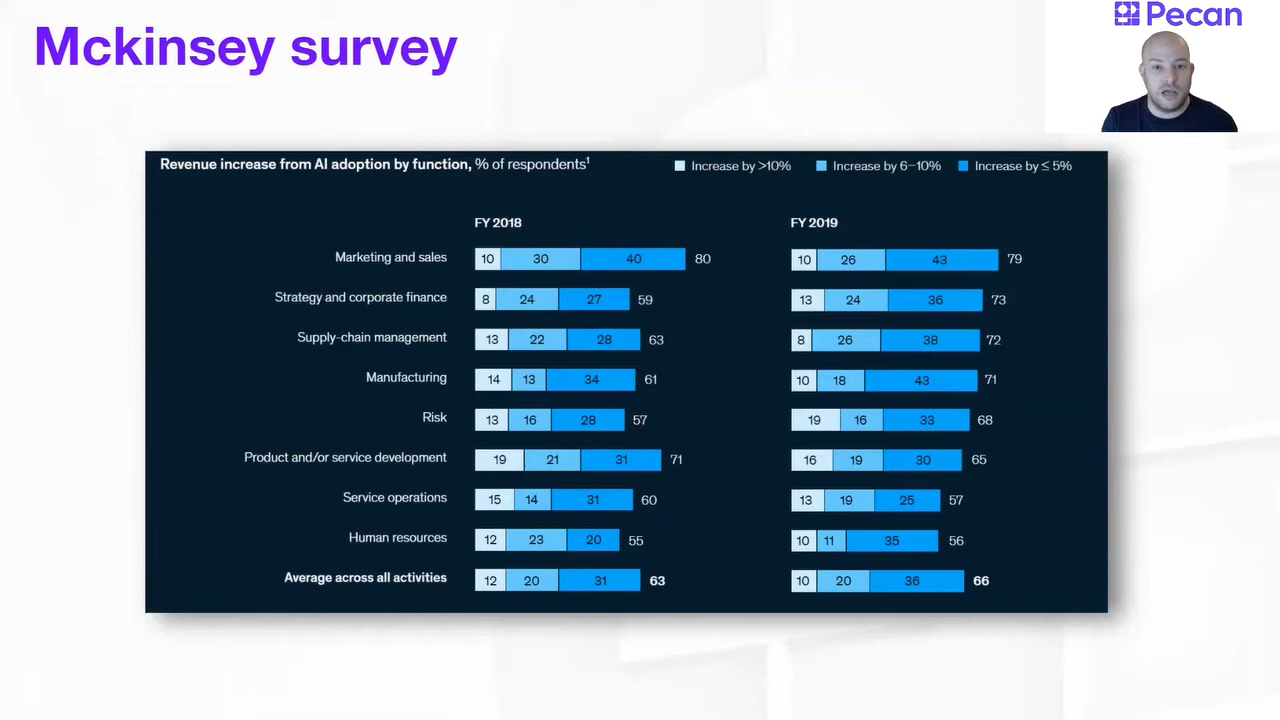 Mckinsey survey
Pecan
Revenue increase from AI adoption by function, % of respondents¹
Increase by >10% Increase by 6–10% Increase by ≤ 5%
FY 2018 FY 2019
Marketing and sales 10 30 40 80 10 26 43 79
Strategy and corporate finance 8 24 27 59 13 24 36 73
Supply-chain management 13 22 28 63 8 26 38 72
Manufacturing 14 13 34 61 10 18 43 71
Risk 13 16 28 57 19 16 33 68
Product and/or service development 19 21 31 71 16 19 30 65
Service operations 15 14 31 60 13 19 25 57
Human resources 12 23 20 55 10 11 35 56
Average across all activities 12 20 31 63 10 20 36 66